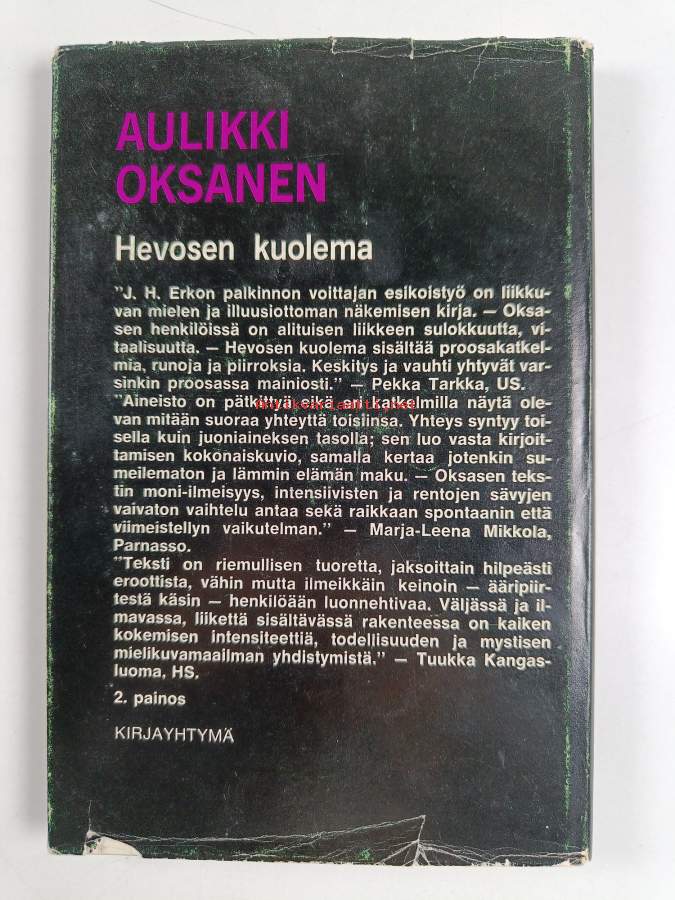 AULIKKI
OKSANEN
Hevosen kuolema
"J. H. Erkon palkinnon voittajan esikoistyö on liikku-
van mielen ja illuusiottoman näkemisen kirja. — Oksa-
sen henkilöissä on alituisen liikkeen sulokkuutta, vi-
taalisuutta. — Hevosen kuolema sisältää proosakatkel-
mia, runoja ja piirroksia. Keskitys ja vauhti yhtyvät var-
sinkin proosassa mainiosti." — Pekka Tarkka, US.
"Aineisto on pätkittyä eikä eri katkelmilla näytä ole-
antikvariaatti.net
van mitään suoraa yhteyttä toisiinsa. Yhteys syntyy toi-
sella kuin juoniaineksen tasolla; sen luo vasta kirjoit-
tamisen kokonaiskuvio, samalla kertaa jotenkin su-
meilematon ja lämmin elämän maku. — Oksasen teks-
tin moni-ilmeisyys, intensiivisten ja rentojen sävyjen
vaivaton vaihtelu antaa sekä raikkaan spontaanin että
viimeistellyn vaikutelman." — Marja-Leena Mikkola,
Parnasso.
"Teksti on riemullisen tuoretta, jaksoittain hilpeästi
eroottista, vähin mutta ilmeikkäin keinoin — ääripiir-
testä käsin — henkilöään luonnehtivaa. Väljässä ja il-
mavassa, liikettä sisältävässä rakenteessa on kaiken
kokemisen intensiteettiä, todellisuuden ja mystisen
mielikuvamaailman yhdistymistä." — Tuukka Kangas-
luoma, HS.
2. painos
KIRJAYHTYMÄ